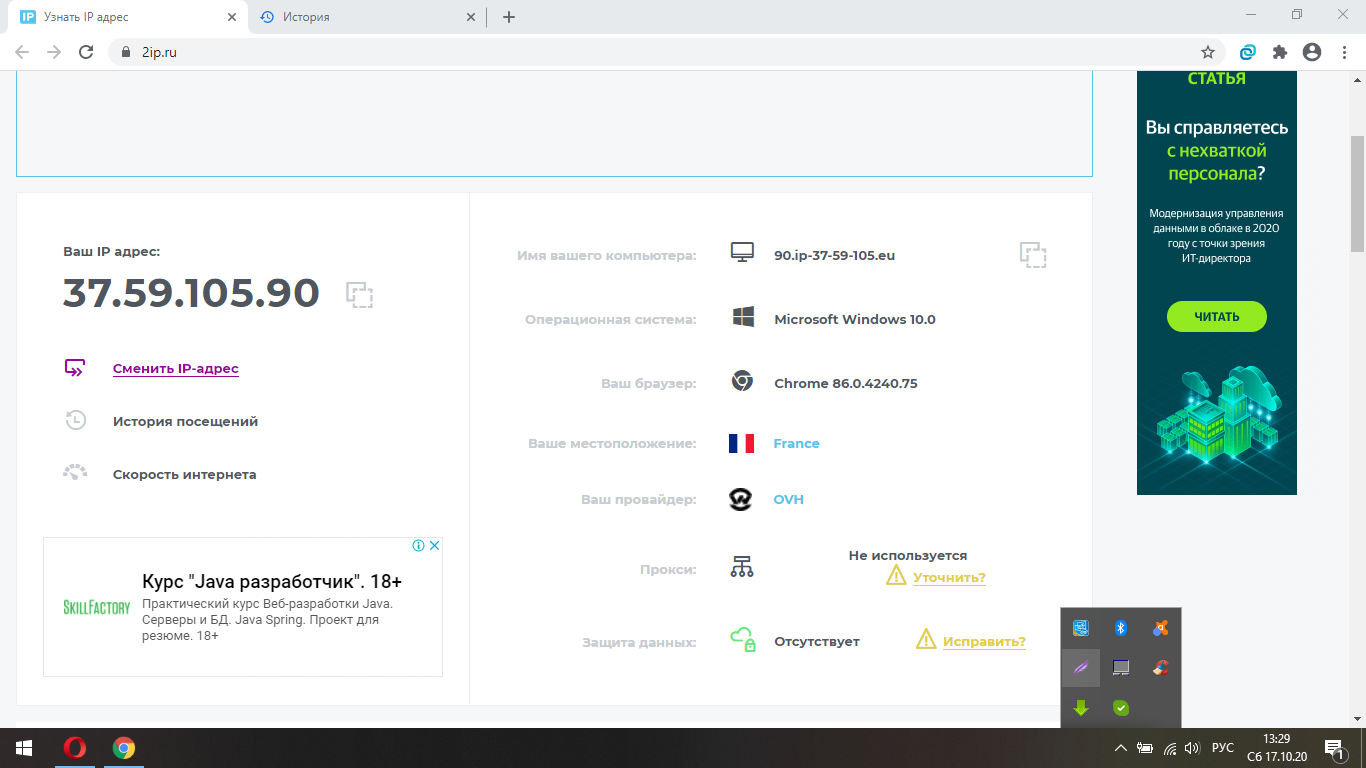 IP
Узнать IP адрес
История
2ip.ru
СТАТЬЯ
Вы справляетесь
с нехваткой
персонала?
Модернизация управления
данными в облаке в 2020
году с точки зрения
ИТ-директора
ЧИТАТЬ
Ваш IP адрес:
37.59.105.90
Сменить IP-адрес
История посещений
Скорость интернета
Имя вашего компьютера:
90.ip-37-59-105.eu
Операционная система:
Microsoft Windows 10.0
Ваш браузер:
Chrome 86.0.4240.75
Ваше местоположение:
France
Ваш провайдер:
OVH
Прокси:
Не используется
Уточнить?
Защита данных:
Отсутствует
Исправить?
SKILLFACTORY
Курс "Java разработчик". 18+
Практический курс Веб-разработки Java.
Серверы и БД. Java Spring. Проект для
резюме. 18+
РУС
13:29
Сб 17.10.20
1